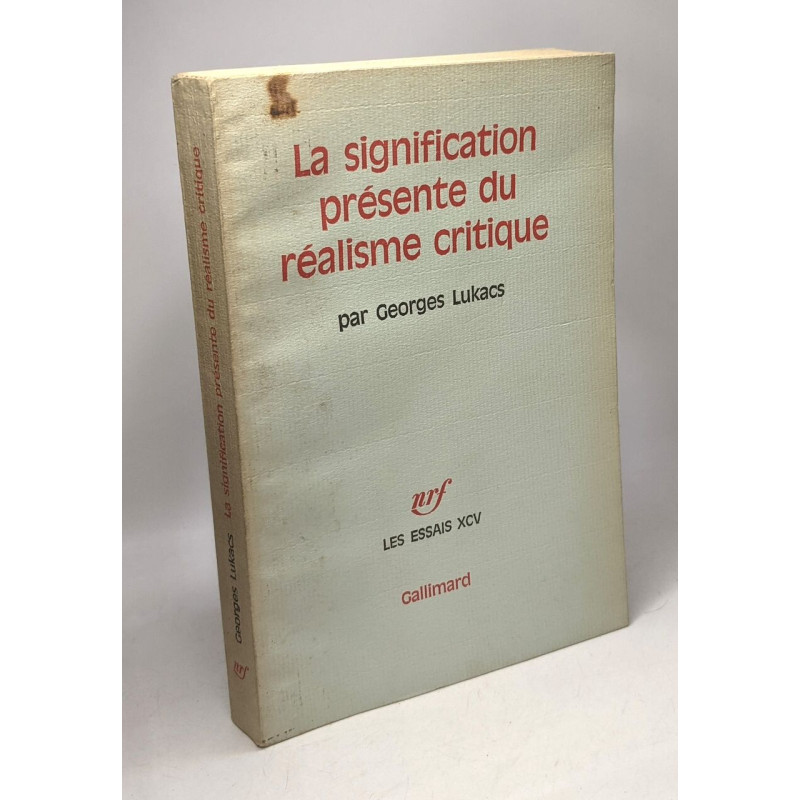 La signification
présente du
réalisme critique
par Georges Lukacs
nrf
LES ESSAIS XCV
Gallimard
Georges Lukacs La signification présente du réalisme critique
nrf